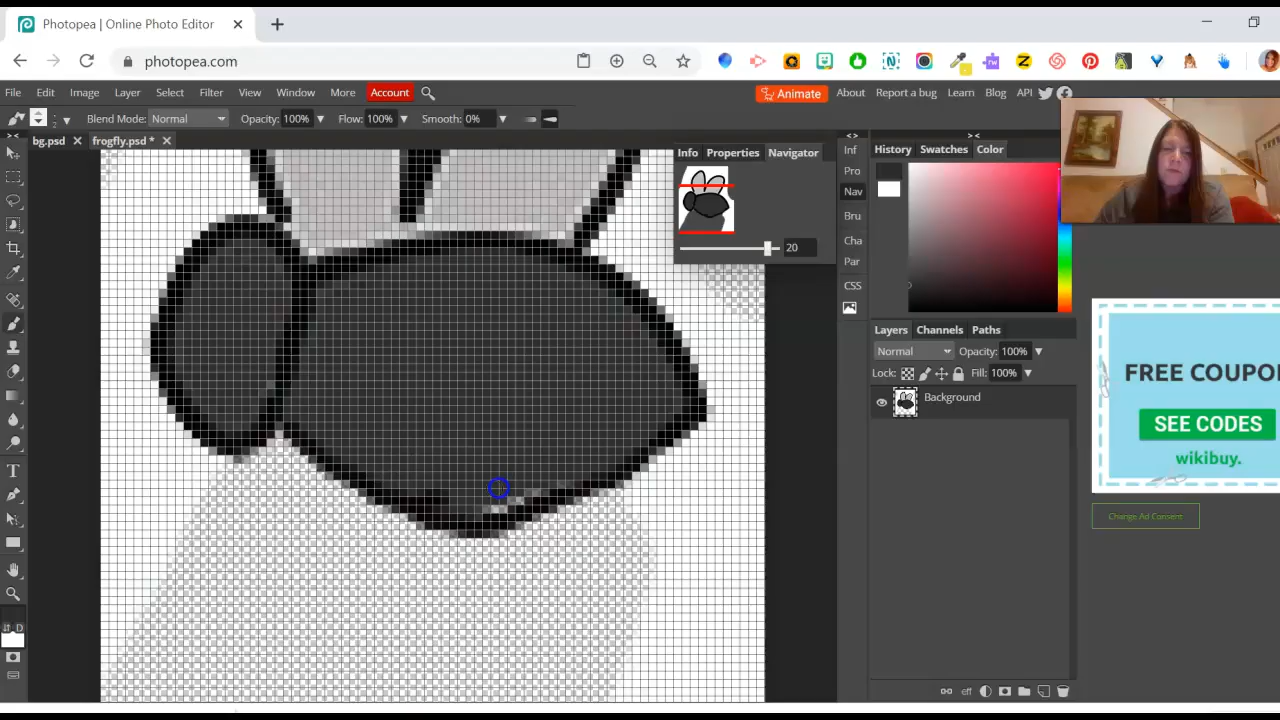 Photopea | Online Photo Editor
photopea.com
File Edit Image Layer Select Filter View Window More Account
Animate About Report a bug Learn Blog API
Blend Mode: Normal Opacity: 100% Flow: 100% Smooth: 0%
bg.psd frogfly.psd *
Info Properties Navigator
20
Inf
Pro
Nav
Bru
Cha
Par
CSS
History Swatches Color
Layers Channels Paths
Normal Opacity: 100%
Lock: Fill: 100%
Background
eff
D
FREE COUPO
SEE CODES
wikibuy.
Change Ad Consent